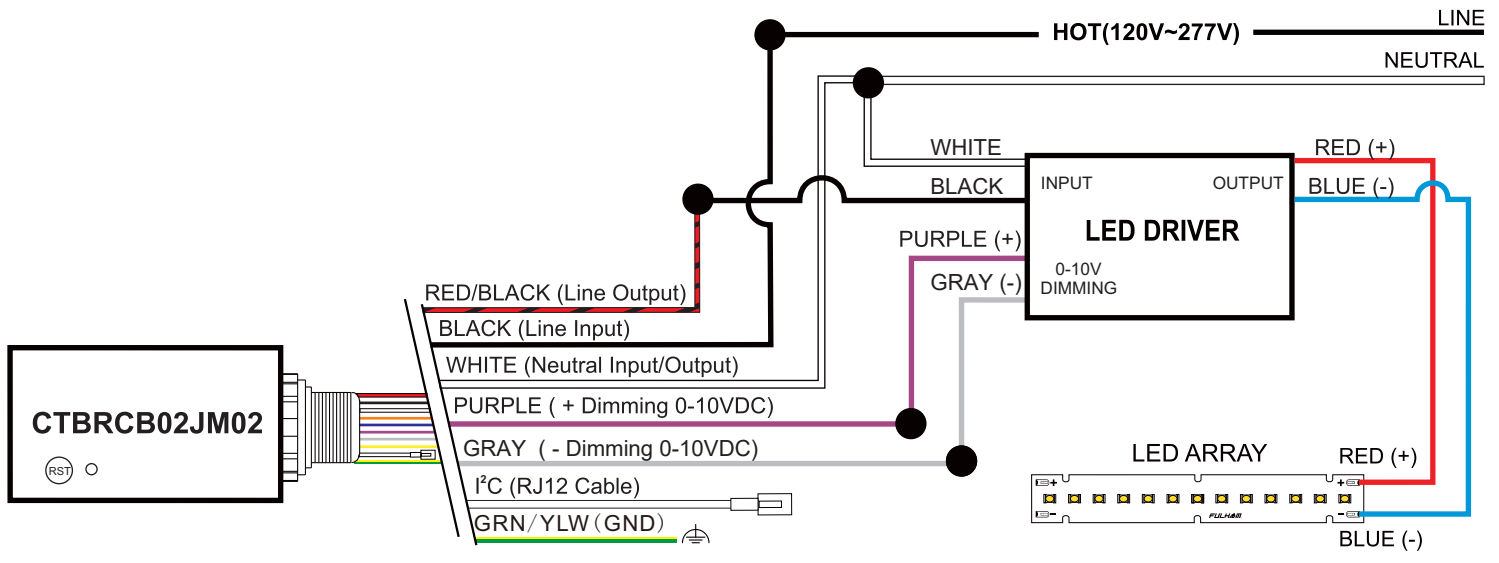 LINE
HOT(120V~277V)
NEUTRAL
WHITE
RED (+)
INPUT
OUTPUT
BLACK
BLUE (-)
LED DRIVER
PURPLE (+)
0-10V
DIMMING
GRAY (-)
RED/BLACK (Line Output)
BLACK (Line Input)
WHITE (Neutral Input/Output)
PURPLE ( + Dimming 0-10VDC)
CTBRCB02JM02
GRAY ( - Dimming 0-10VDC)
RST
I²C (RJ12 Cable)
GRN/YLW (GND)
LED ARRAY
RED (+)
+
+
-
-
FULHAM
BLUE (-)